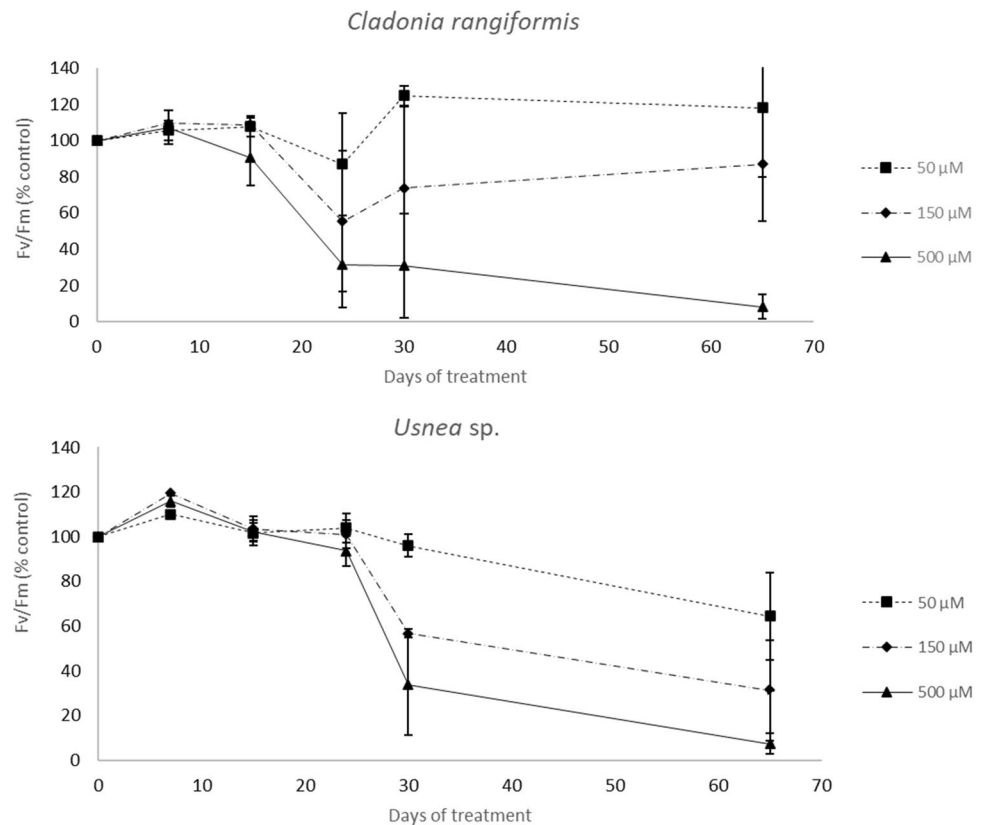 Cladonia rangiformis
140
120
100
80
60
40
20
0
Fv/Fm (% control)
0 10 20 30 40 50 60 70
Days of treatment
50 µM
150 µM
500 µM
Usnea sp.
140
120
100
80
60
40
20
0
Fv/Fm (% control)
0 10 20 30 40 50 60 70
Days of treatment
50 µM
150 µM
500 µM